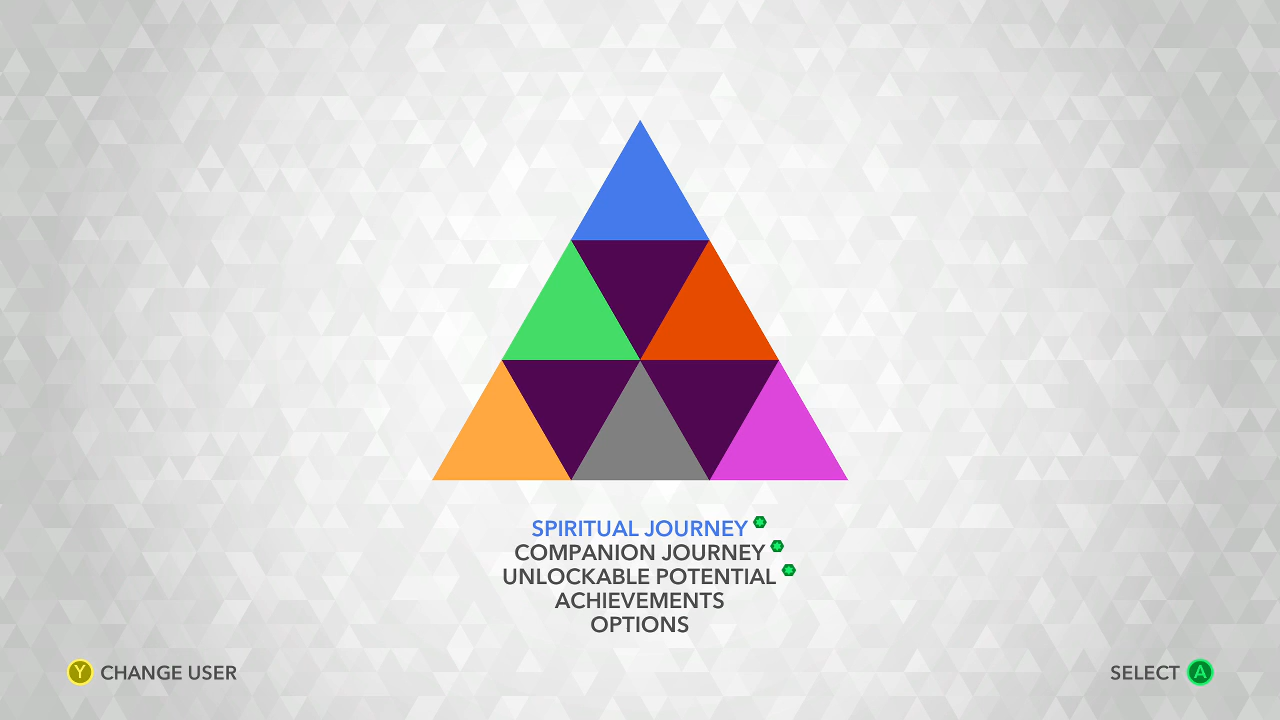 SPIRITUAL JOURNEY
COMPANION JOURNEY
UNLOCKABLE POTENTIAL
ACHIEVEMENTS
OPTIONS
Y CHANGE USER
SELECT A